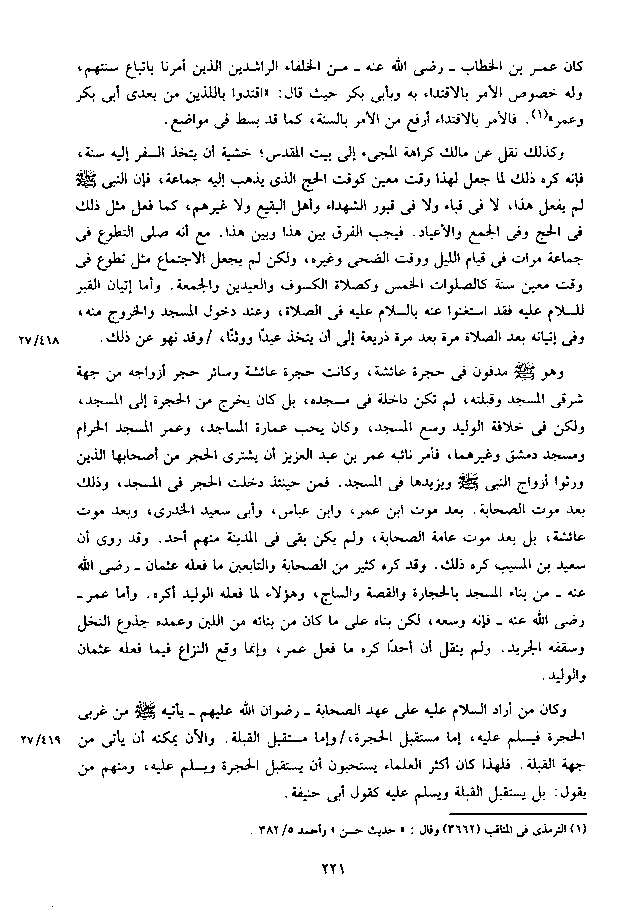 كان عمر بن الخطاب ـ رضى الله عنه ـ مـن الخلفاء الراشدين الذين أمرنا باتباع سنتهم،
وله خصوص الأمر بالاقتداء به وبأبى بكر حيث قال: «اقتدوا باللذين من بعدى أبى بكر
وعمر»(١). فالأمر بالاقتداء أرفع من الأمر بالسنة، كما قد بسط فى مواضع.
وكذلك نقل عن مالك كراهة المجىء إلى بيت المقدس؛ خشية أن يتخذ السفر إليه سنة،
فإنه كره ذلك لما جعل لهذا وقت معين كوقت الحج الذى يذهب إليه جماعة، فإن النبى ﷺ
لم يفعل هذا، لا فى قباء ولا فى قبور الشهداء وأهل البقيع ولا غيرهم، كما فعل مثل ذلك
فى الحج وفى الجمع والأعياد. فيجب الفرق بين هذا وبين هذا. مع أنه صلى التطوع فى
جماعة مرات فى قيام الليل ووقت الضحى وغيره، ولكن لم يجعل الاجتماع مثل تطوع فى
وقت معين سنة كالصلوات الخمس وكصلاة الكسوف والعيدين والجمعة. وأما إتيان القبر
للسلام عليه فقد استغنوا عنه بالسلام عليه فى الصلاة، وعند دخول المسجد والخروج منه،
وفى إتيانه بعد الصلاة مرة بعد مرة ذريعة إلى أن يتخذ عيدًا ووثنًا، /وقد نهو عن ذلك.
٢٧/٤١٨
وهو ﷺ مدفون فى حجرة عائشة، وكانت حجرة عائشة وسائر حجر أزواجه من جهة
شرقى المسجد وقبلته، لم تكن داخلة فى مسجده، بل كان يخرج من الحجرة إلى المسجد،
ولكن فى خلافة الوليد وسع المسجد، وكان يحب عمارة المساجد، وعمر المسجد الحرام
ومسجد دمشق وغيرهما، فأمر نائبه عمر بن عبد العزيز أن يشترى الحجر من أصحابها الذين
ورثوا أزواج النبى ﷺ ويزيدها فى المسجد. فمن حينئذ دخلت الحجر فى المسجد، وذلك
بعد موت الصحابة. بعد موت ابن عمر، وابن عباس، وأبى سعيد الخدرى، وبعد موت
عائشة، بل بعد موت عامة الصحابة، ولم يكن بقى فى المدينة منهم أحد. وقد روى أن
سعيد بن المسيب كره ذلك. وقد كره كثير من الصحابة والتابعين ما فعله عثمان ـ رضى الله
عنه ـ من بناء المسجد بالحجارة والقصة والساج، وهؤلاء لما فعله الوليد أكره. وأما عمر ـ
رضى الله عنه ـ فإنه وسعه، لكن بناه على ما كان من بنائه من اللبن وعمده جذوع النخل
وسقفه الجريد. ولم ينقل أن أحدًا كره ما فعل عمر، وإنما وقع النزاع فيما فعله عثمان
والوليد.
وكان من أراد السلام عليه على عهد الصحابة ـ رضوان الله عليهم ـ يأتيه ﷺ من غربى
الحجرة فيسلم عليه، إما مستقبل الحجرة،/وإما مستقبل القبلة. والآن يمكنه أن يأتى من
٢٧/٤١٩
جهة القبلة. فلهذا كان أكثر العلماء يستحبون أن يستقبل الحجرة ويسلم عليه، ومنهم من
يقول: بل يستقبل القبلة ويسلم عليه كقول أبى حنيفة.
(١) الترمذى فى المناقب (٣٦٦٢) وقال : « حديث حسن » وأحمد ٥/ ٣٨٢ .
٢٢١